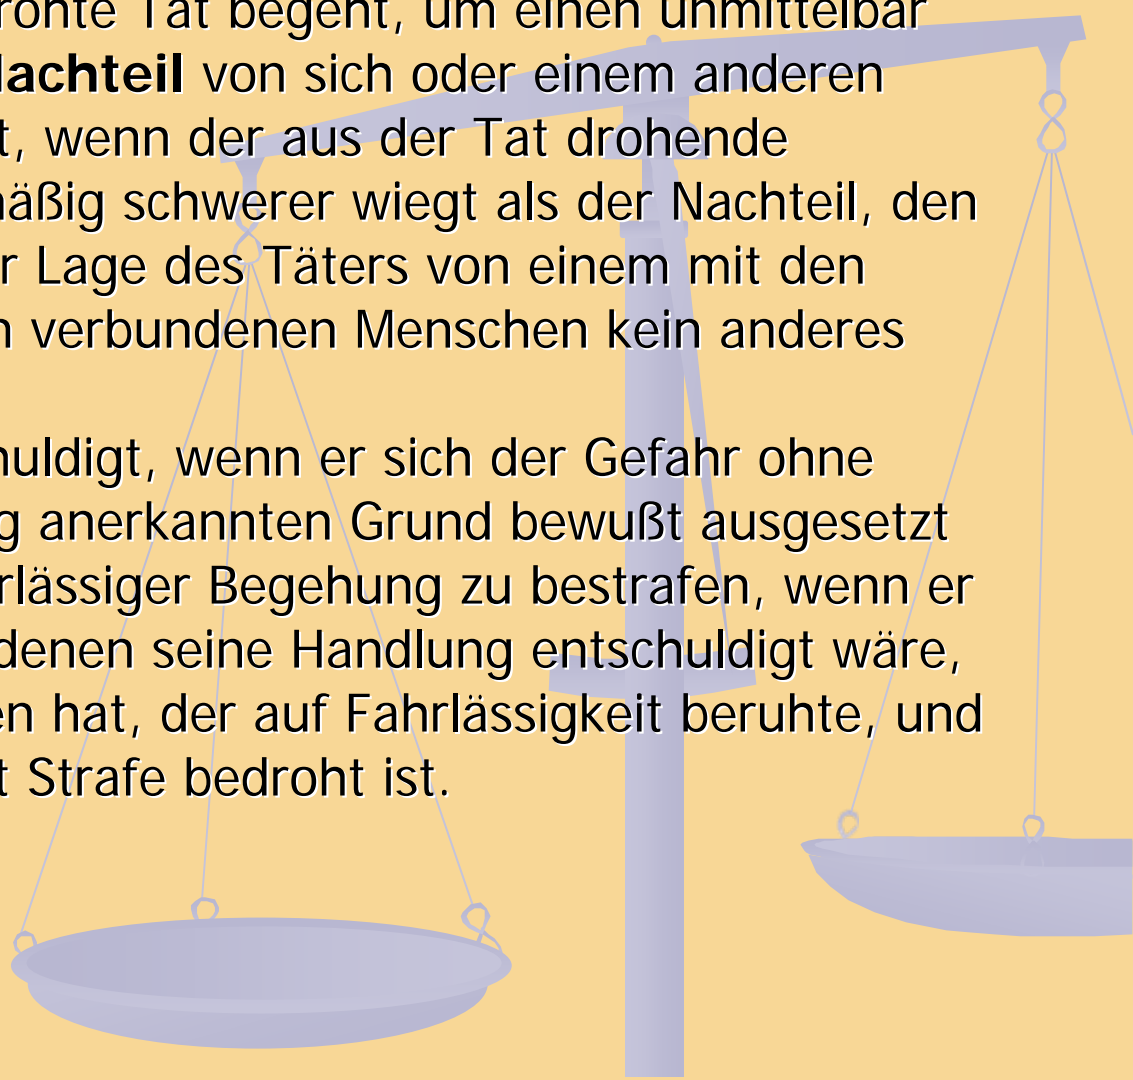 rohte Tat begeht, um einen unmittelbar
achteil von sich oder einem anderen
t, wenn der aus der Tat drohende
äßig schwerer wiegt als der Nachteil, den
r Lage des Täters von einem mit den
n verbundenen Menschen kein anderes
huldigt, wenn er sich der Gefahr ohne
g anerkannten Grund bewußt ausgesetzt
rlässiger Begehung zu bestrafen, wenn er
denen seine Handlung entschuldigt wäre,
en hat, der auf Fahrlässigkeit beruhte, und
t Strafe bedroht ist.